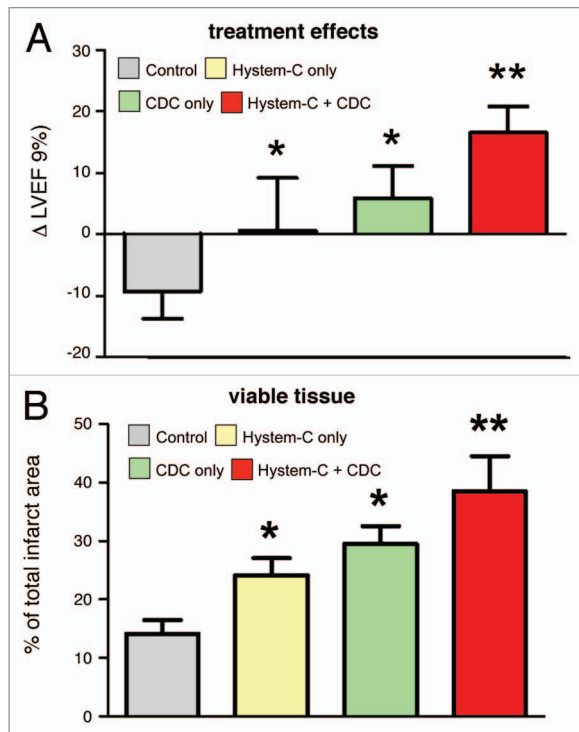 A
treatment effects
Δ LVEF 9%)
30
20
10
0
-10
-20
Control Hystem-C only
CDC only Hystem-C + CDC
*
*
**
B
viable tissue
% of total infarct area
50
40
30
20
10
0
Control Hystem-C only
CDC only Hystem-C + CDC
*
*
**